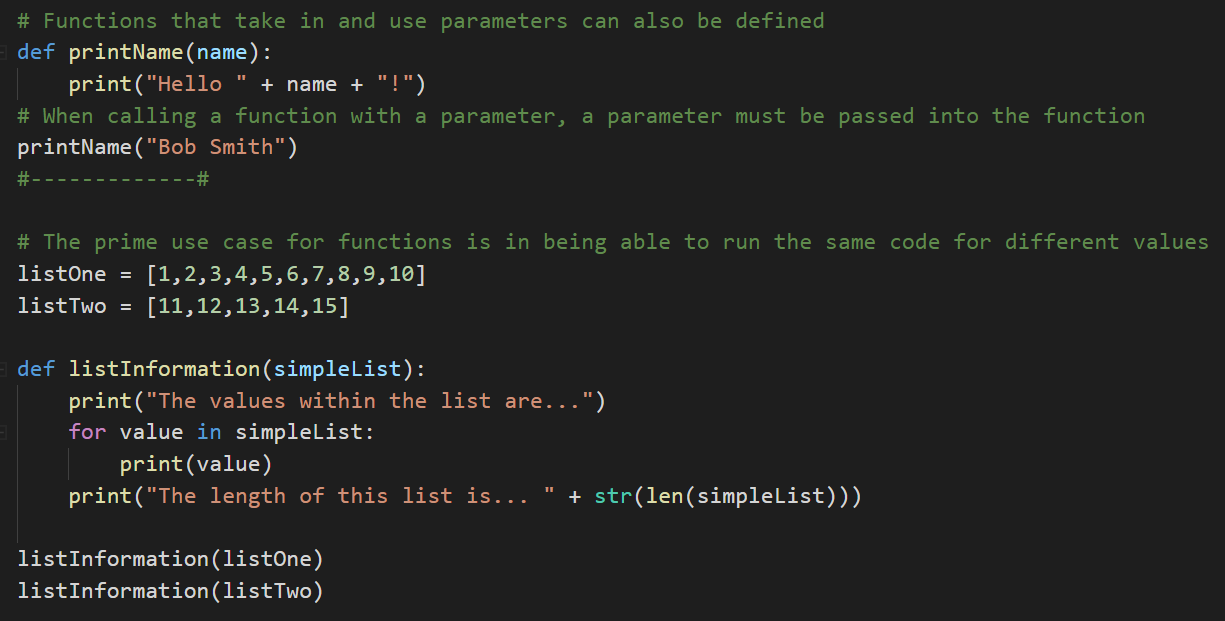 # Functions that take in and use parameters can also be defined
def printName(name):
    print("Hello " + name + "!")
# When calling a function with a parameter, a parameter must be passed into the function
printName("Bob Smith")
#-------------#
# The prime use case for functions is in being able to run the same code for different values
listOne = [1,2,3,4,5,6,7,8,9,10]
listTwo = [11,12,13,14,15]
def listInformation(simpleList):
    print("The values within the list are...")
    for value in simpleList:
        print(value)
    print("The length of this list is... " + str(len(simpleList)))
listInformation(listOne)
listInformation(listTwo)